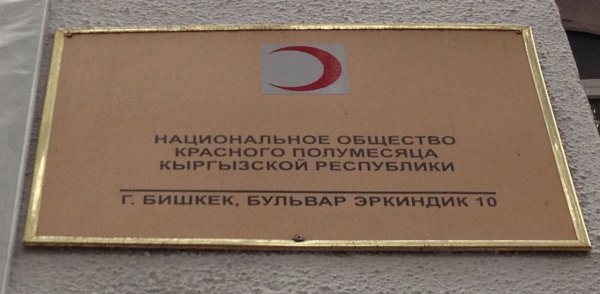 НАЦИОНАЛЬНОЕ ОБЩЕСТВО
КРАСНОГО ПОЛУМЕСЯЦА
КЫРГЫЗСКОЙ РЕСПУБЛИКИ
Г. БИШКЕК, БУЛЬВАР ЭРКИНДИК 10